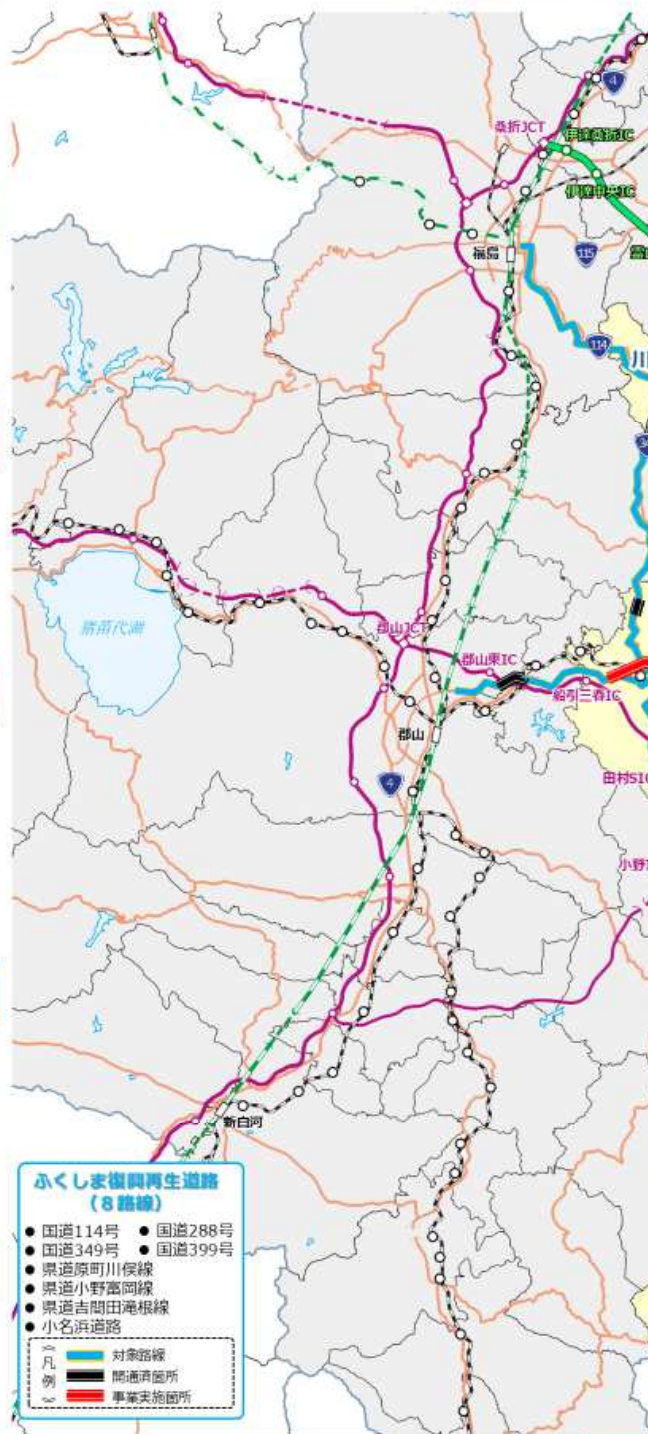 4
桑折JCT
伊達桑折IC
伊達中央IC
福島
115
霊山
114
川
猪苗代湖
郡山JCT
郡山東IC
船引三春IC
郡山
田村SIC
4
小野I
新白河
ふくしま復興再生道路
(8路線)
● 国道114号 ● 国道288号
● 国道349号 ● 国道399号
● 県道原町川俣線
● 県道小野富岡線
● 県道吉間田滝根線
● 小名浜道路
凡例
対象路線
開通済箇所
事業実施箇所